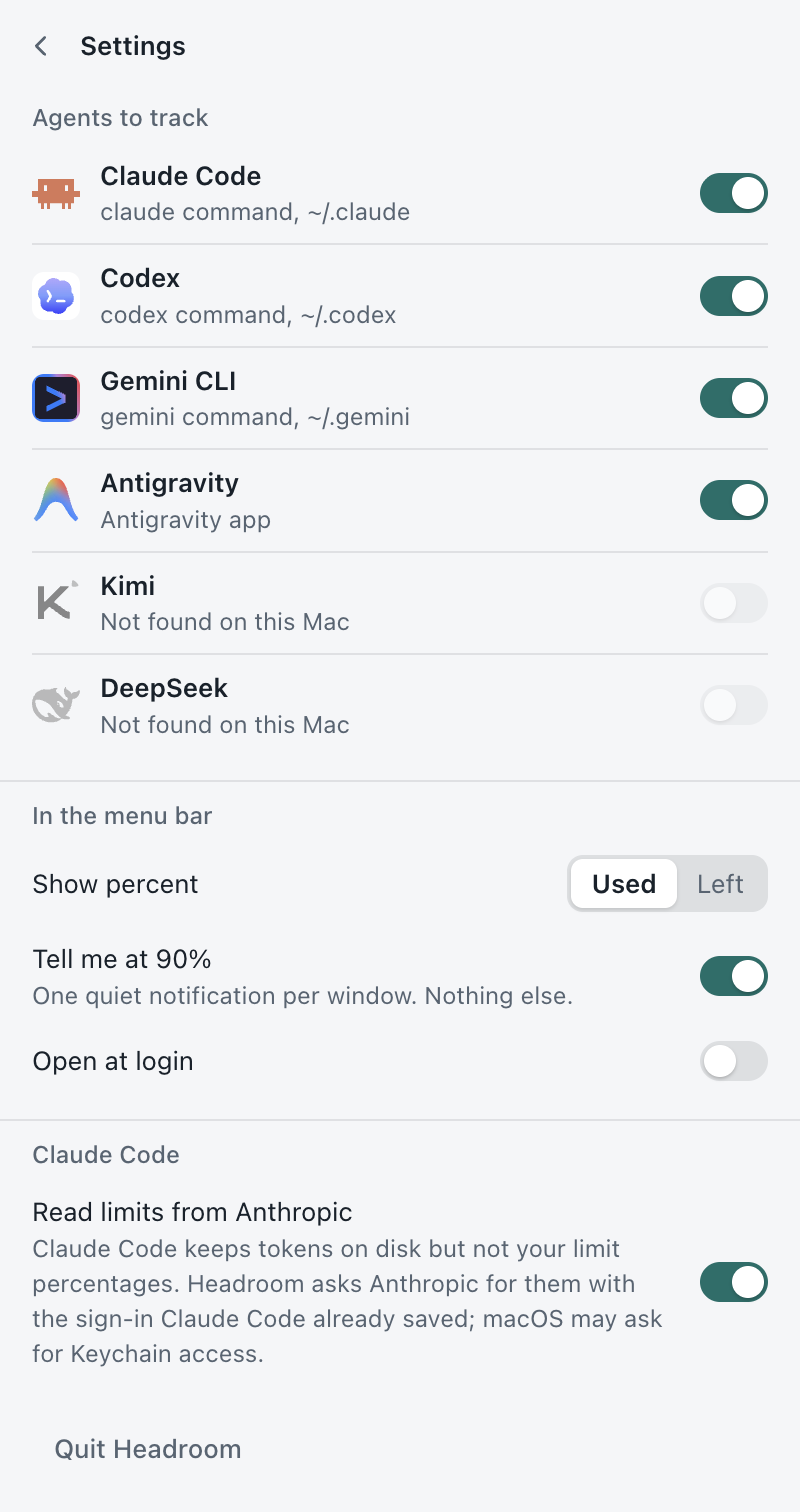 Settings
Agents to track
Claude Code
claude command, ~/.claude
Codex
codex command, ~/.codex
Gemini CLI
gemini command, ~/.gemini
Antigravity
Antigravity app
Kimi
Not found on this Mac
DeepSeek
Not found on this Mac
In the menu bar
Show percent
Used
Left
Tell me at 90%
One quiet notification per window. Nothing else.
Open at login
Claude Code
Read limits from Anthropic
Claude Code keeps tokens on disk but not your limit
percentages. Headroom asks Anthropic for them with
the sign-in Claude Code already saved; macOS may ask
for Keychain access.
Quit Headroom